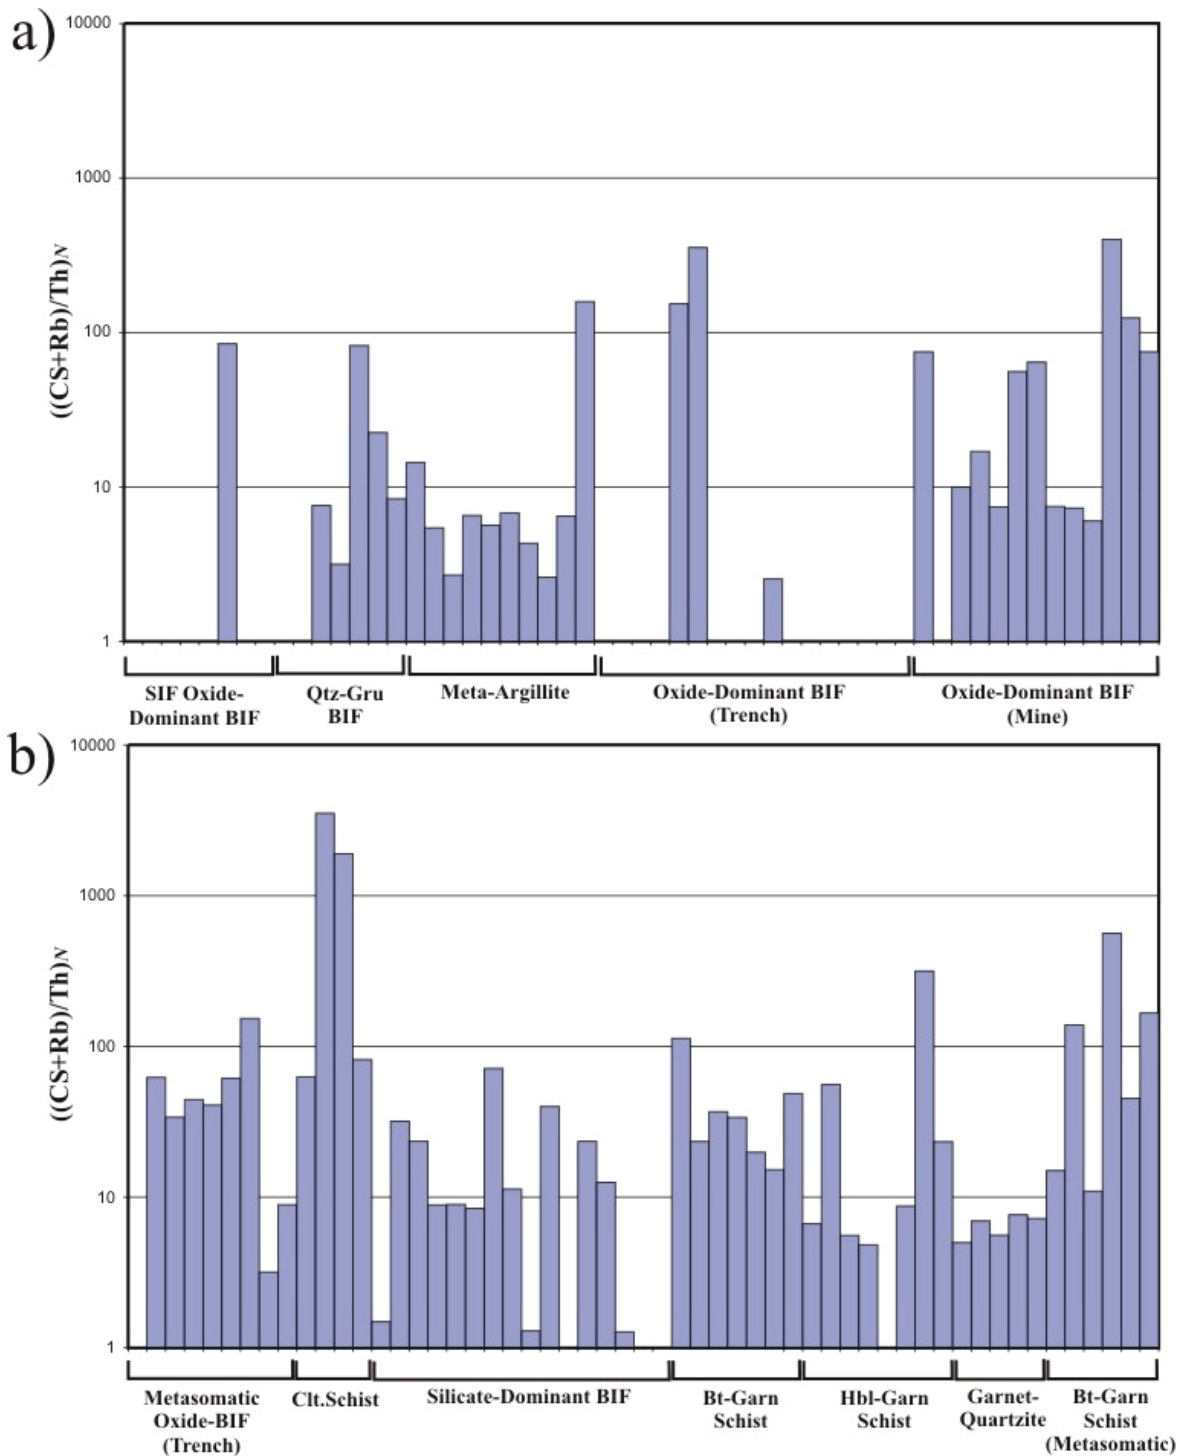 a)
10000
1000
100
10
1
((CS+Rb)/Th)N
SIF Oxide-
Dominant BIF
Qtz-Gru
BIF
Meta-Argillite
Oxide-Dominant BIF
(Trench)
Oxide-Dominant BIF
(Mine)
b)
10000
1000
100
10
1
((CS+Rb)/Th)N
Metasomatic
Oxide-BIF
(Trench)
Clt.Schist
Silicate-Dominant BIF
Bt-Garn
Schist
Hbl-Garn
Schist
Garnet-
Quartzite
Bt-Garn
Schist
(Metasomatic)